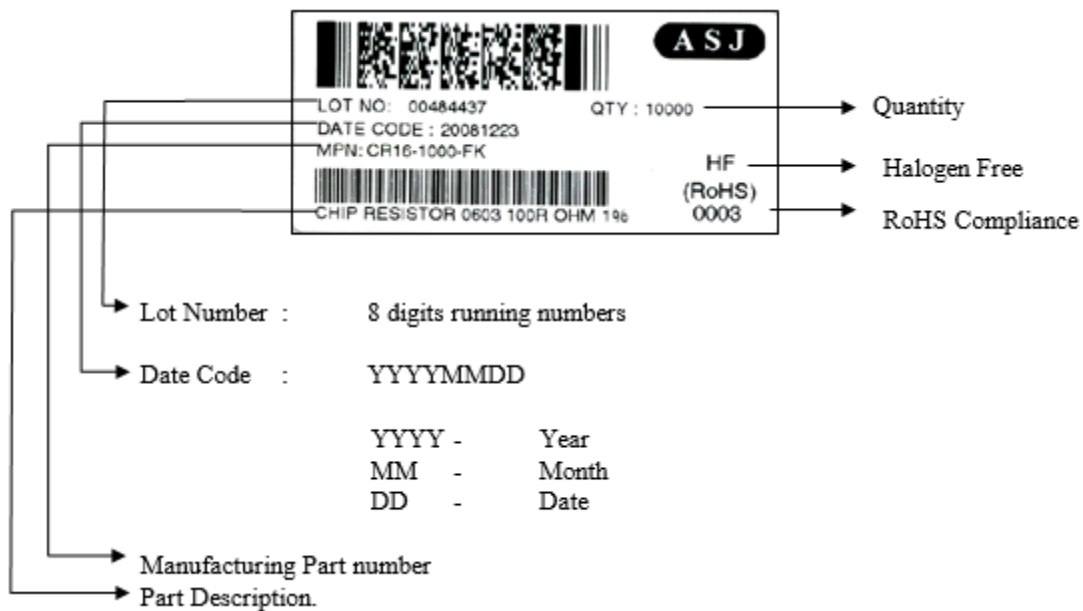 ASJ
LOT NO: 00484437 QTY : 10000
Quantity
DATE CODE : 20081223
MPN: CR16-1000-FK
HF
Halogen Free
(RoHS)
CHIP RESISTOR 0603 100R OHM 1% 0003
RoHS Compliance
Lot Number : 8 digits running numbers
Date Code : YYYYMMDD
YYYY - Year
MM - Month
DD - Date
Manufacturing Part number
Part Description.